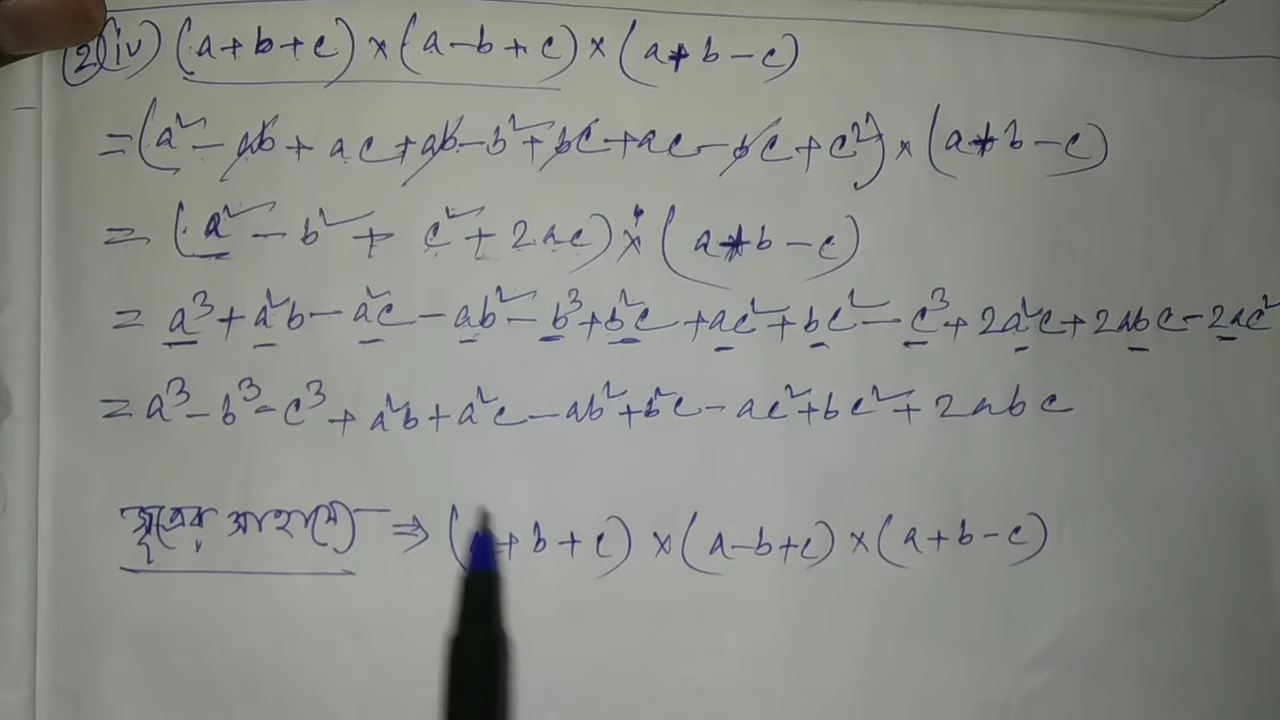 2(iv) (a+b+c)×(a-b+c)×(a+b-c)
=(a²-ab+ac+ab-b²+bc+ac-bc+c²)×(a+b-c)
=(a²-b²+c²+2ac)×(a+b-c)
=a³+a²b-a²c-ab²-b³+b²c+ac²+bc²-c³+2a²c+2abc-2ac²
=a³-b³-c³+a²b+a²c-ab²+b²c-ac²+bc²+2abc
সূত্রের সাহায্যে ⇒ (a+b+c)×(a-b+c)×(a+b-c)